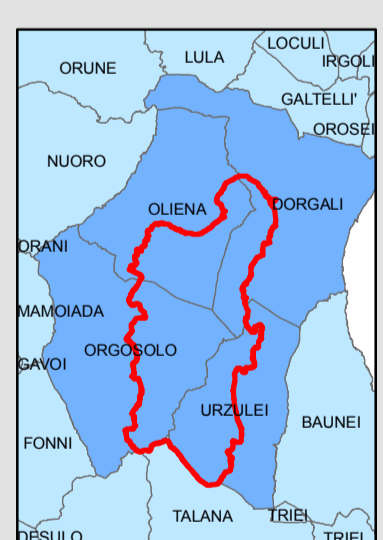 LOCULI
LULA
IRGOLI
ORUNE
GALTELLI'
OROSEI
NUORO
OLIENA
DORGALI
ORANI
MAMOIADA
ORGOSOLO
GAVOI
URZULEI
BAUNEI
FONNI
TALANA
TRIEI
DESULO
TRIEI